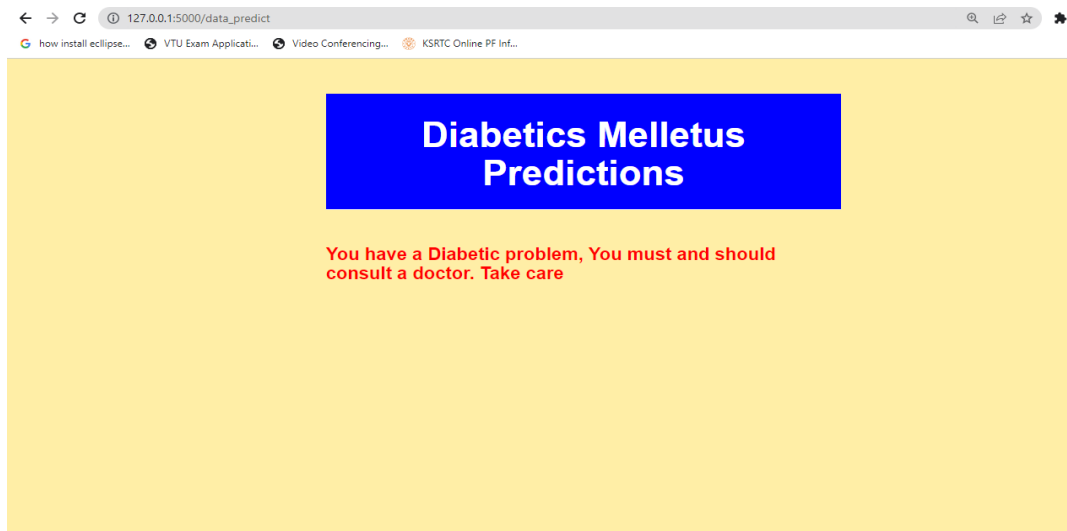 127.0.0.1:5000/data_predict
G how install ecllipse... VTU Exam Applicati... Video Conferencing... KSRTC Online PF Inf...
Diabetics Melletus
Predictions
You have a Diabetic problem, You must and should
consult a doctor. Take care